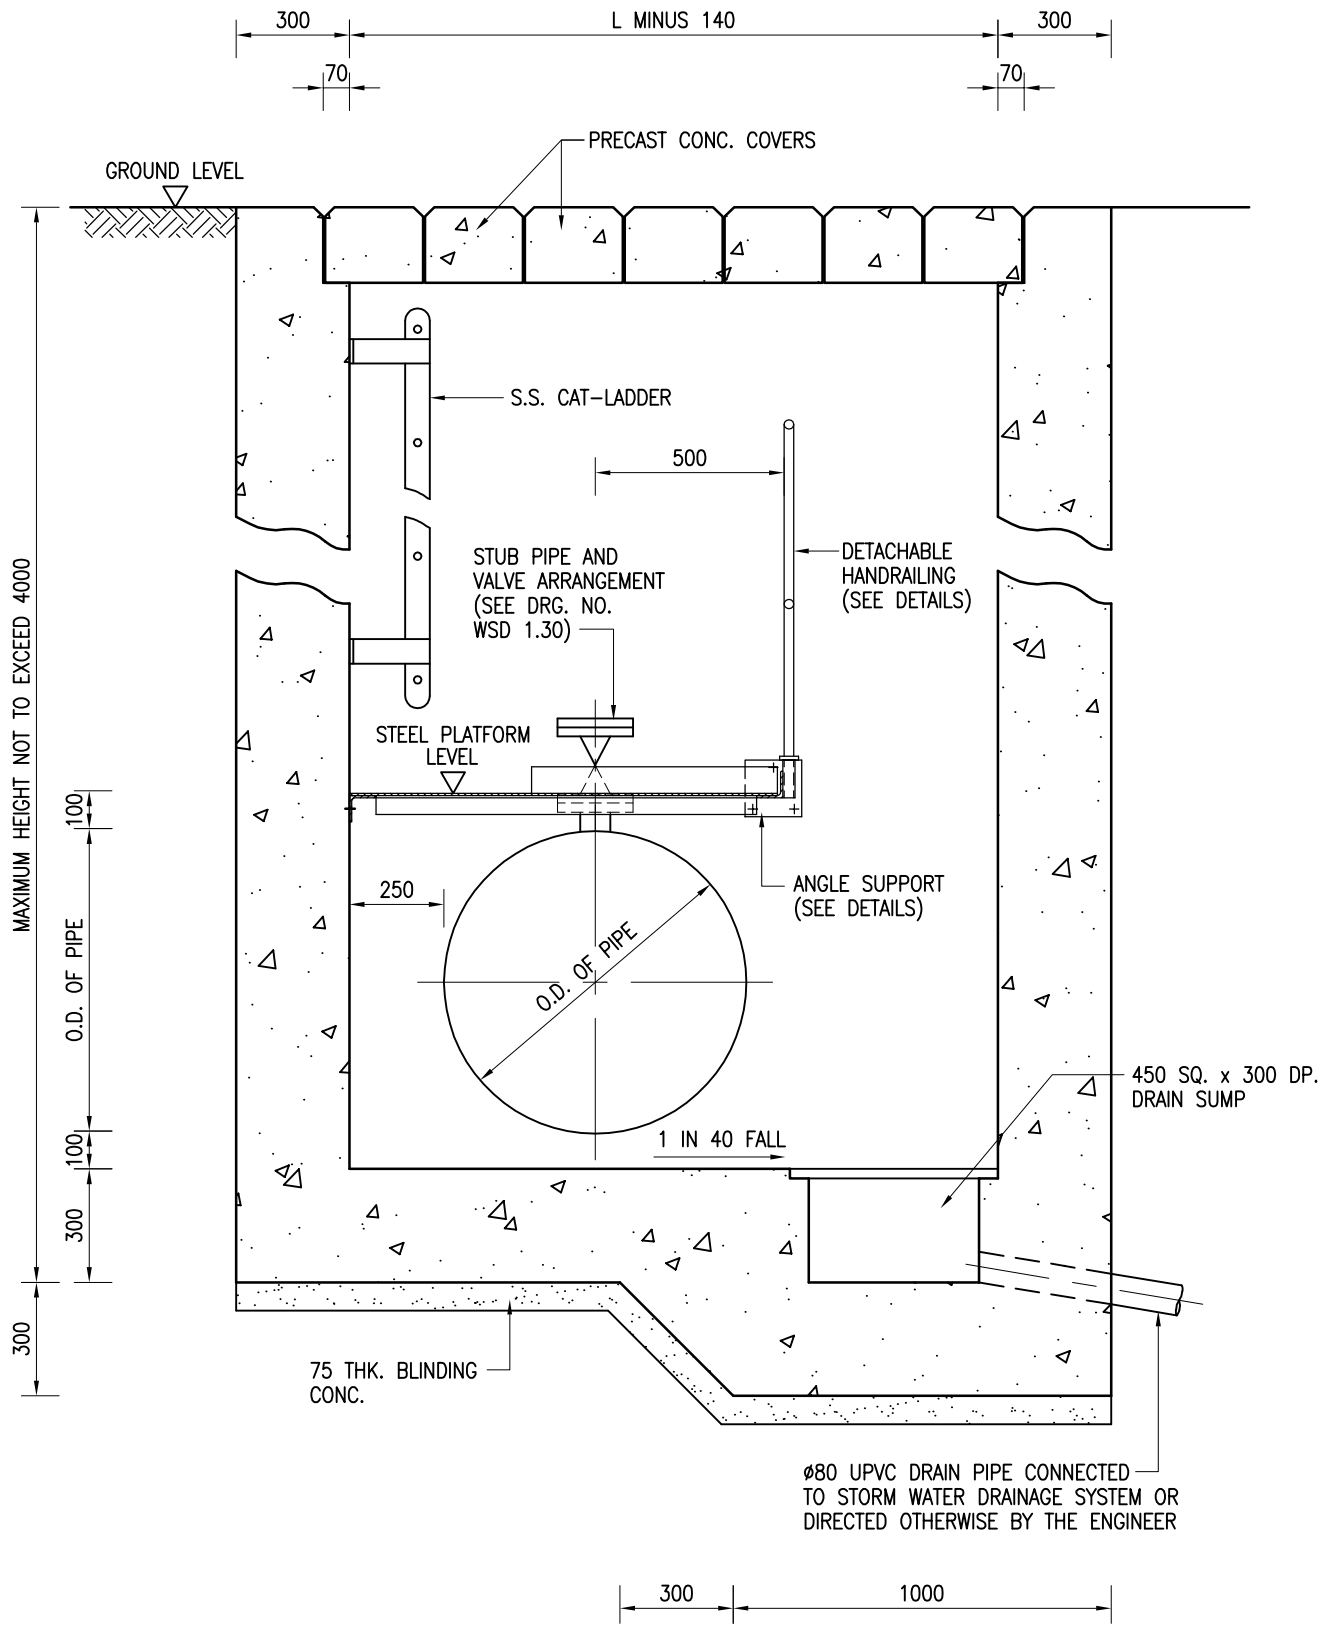 300
L MINUS 140
300
70
70
PRECAST CONC. COVERS
GROUND LEVEL
S.S. CAT-LADDER
500
STUB PIPE AND
VALVE ARRANGEMENT
(SEE DRG. NO.
WSD 1.30)
DETACHABLE
HANDRAILING
(SEE DETAILS)
MAXIMUM HEIGHT NOT TO EXCEED 4000
STEEL PLATFORM
LEVEL
100
250
ANGLE SUPPORT
(SEE DETAILS)
O.D. OF PIPE
O.D. OF PIPE
450 SQ. x 300 DP.
DRAIN SUMP
100
1 IN 40 FALL
300
300
75 THK. BLINDING
CONC.
ø80 UPVC DRAIN PIPE CONNECTED
TO STORM WATER DRAINAGE SYSTEM OR
DIRECTED OTHERWISE BY THE ENGINEER
300
1000